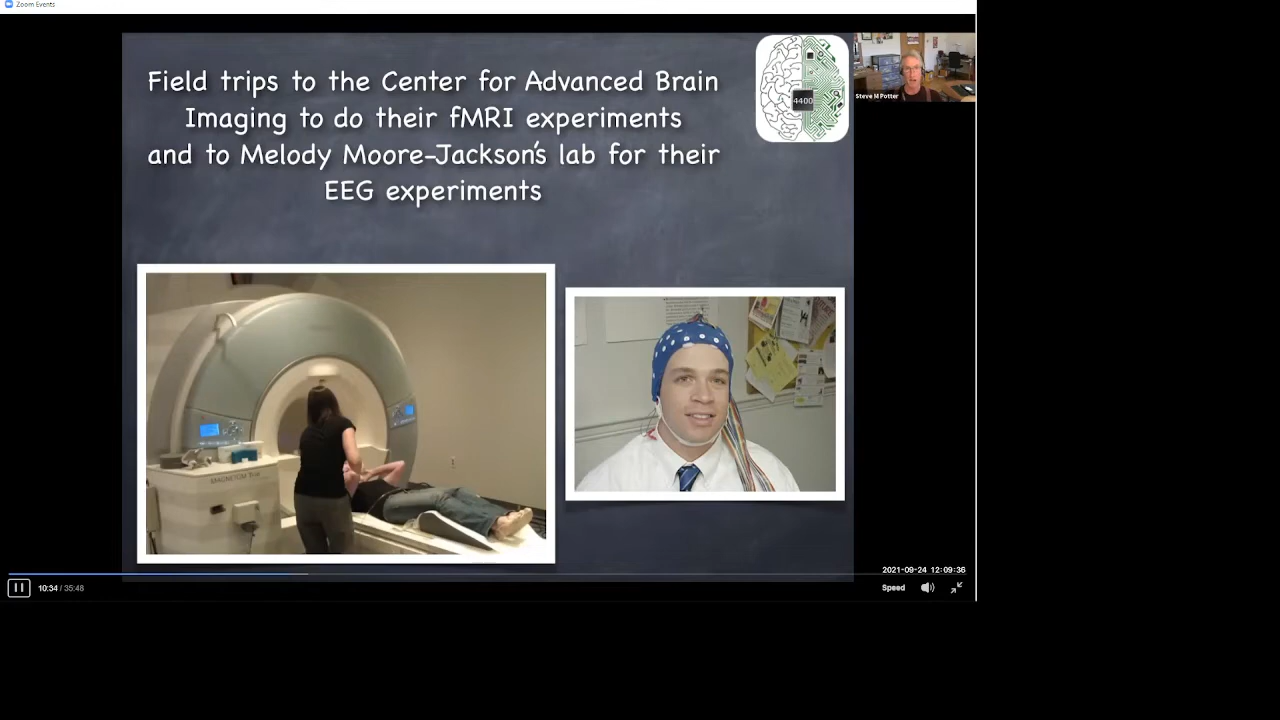 Zoom Events
Field trips to the Center for Advanced Brain
Imaging to do their fMRI experiments
and to Melody Moore-Jackson's lab for their
EEG experiments
4400
Steve M Potter
MAGNETOM Trio
2021-09-24 12:09:36
10:34 / 35:48
Speed